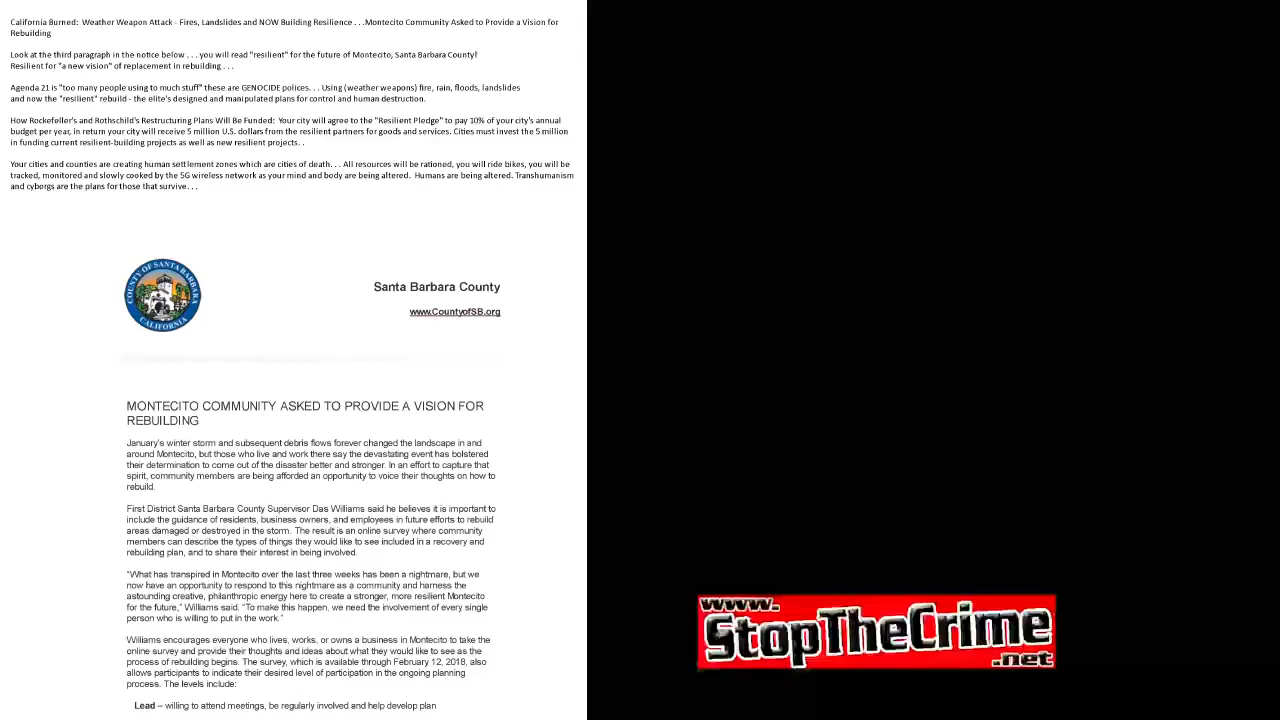 California Burned:  Weather Weapon Attack - Fires, Landslides and NOW Building Resilience . . .Montecito Community Asked to Provide a Vision for
Rebuilding
Look at the third paragraph in the notice below . . . you will read "resilient" for the future of Montecito, Santa Barbara County!
Resilient for "a new vision" of replacement in rebuilding . . .
Agenda 21 is "too many people using to much stuff" these are GENOCIDE polices. . . Using (weather weapons) fire, rain, floods, landslides
and now the "resilient" rebuild - the elite's designed and manipulated plans for control and human destruction.
How Rockefeller's and Rothschild's Restructuring Plans Will Be Funded:  Your city will agree to the "Resilient Pledge" to pay 10% of your city's annual
budget per year, in return your city will receive 5 million U.S. dollars from the resilient partners for goods and services. Cities must invest the 5 million
in funding current resilient-building projects as well as new resilient projects. .
Your cities and counties are creating human settlement zones which are cities of death. . . All resources will be rationed, you will ride bikes, you will be
tracked, monitored and slowly cooked by the 5G wireless network as your mind and body are being altered.  Humans are being altered. Transhumanism
and cyborgs are the plans for those that survive. . .
COUNTY OF SANTA BARBARA
CALIFORNIA
Santa Barbara County
www.CountyofSB.org
MONTECITO COMMUNITY ASKED TO PROVIDE A VISION FOR
REBUILDING
January's winter storm and subsequent debris flows forever changed the landscape in and
around Montecito, but those who live and work there say the devastating event has bolstered
their determination to come out of the disaster better and stronger. In an effort to capture that
spirit, community members are being afforded an opportunity to voice their thoughts on how to
rebuild.
First District Santa Barbara County Supervisor Das Williams said he believes it is important to
include the guidance of residents, business owners, and employees in future efforts to rebuild
areas damaged or destroyed in the storm. The result is an online survey where community
members can describe the types of things they would like to see included in a recovery and
rebuilding plan, and to share their interest in being involved.
“What has transpired in Montecito over the last three weeks has been a nightmare, but we
now have an opportunity to respond to this nightmare as a community and harness the
astounding creative, philanthropic energy here to create a stronger, more resilient Montecito
for the future,” Williams said. “To make this happen, we need the involvement of every single
person who is willing to put in the work.”
Williams encourages everyone who lives, works, or owns a business in Montecito to take the
online survey and provide their thoughts and ideas about what they would like to see as the
process of rebuilding begins. The survey, which is available through February 12, 2018, also
allows participants to indicate their desired level of participation in the ongoing planning
process. The levels include:
Lead – willing to attend meetings, be regularly involved and help develop plan
www.
StopTheCrime
.net